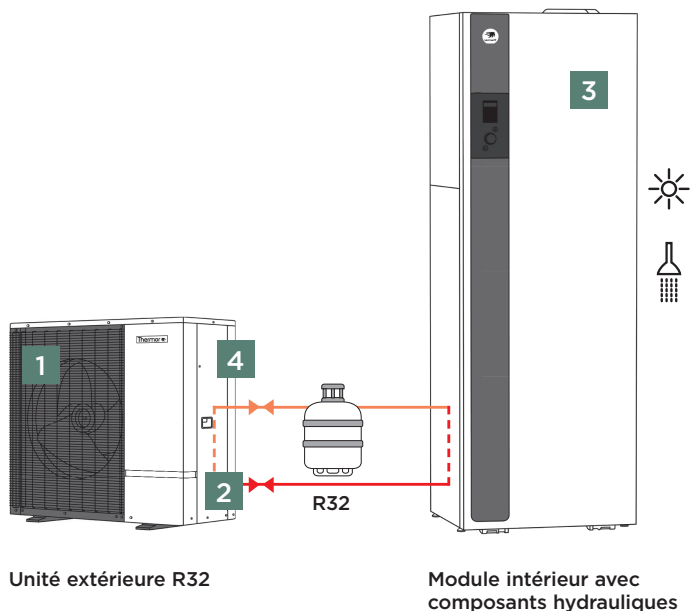 3
Thermor
1
4
2
R32
Unité extérieure R32
Module intérieur avec
composants hydrauliques